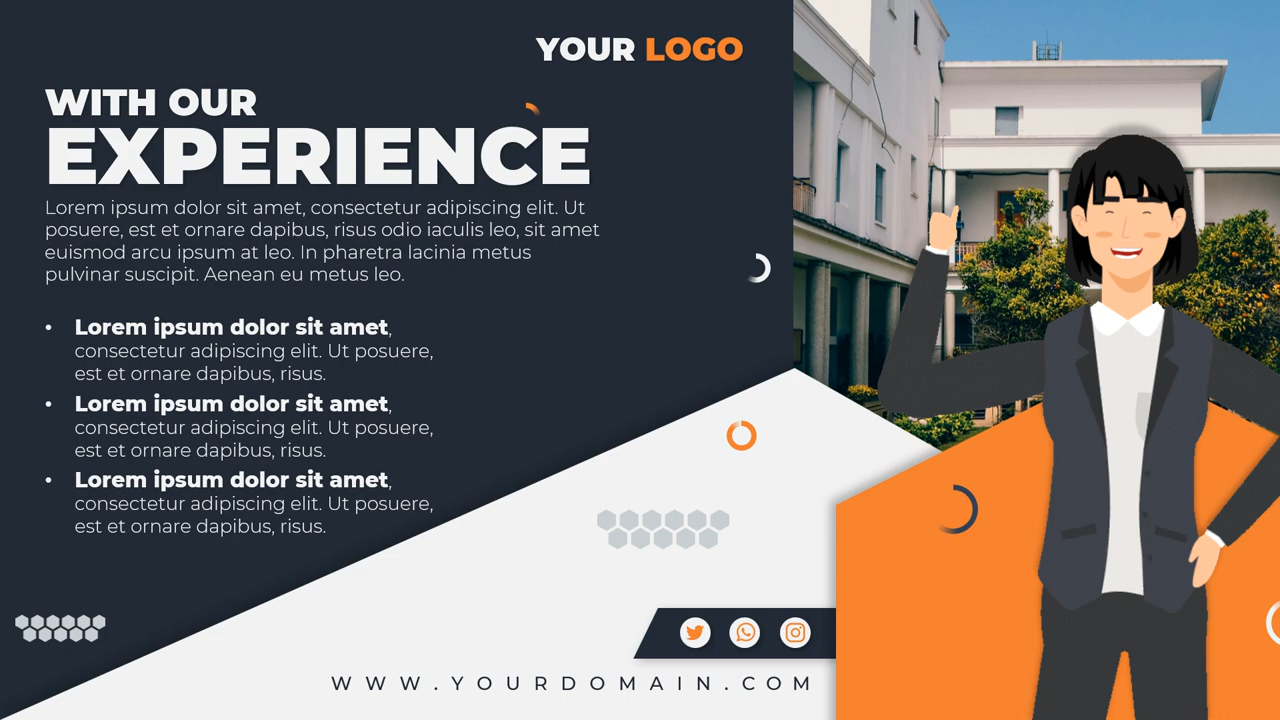 YOUR LOGO
WITH OUR
EXPERIENCE
Lorem ipsum dolor sit amet, consectetur adipiscing elit. Ut
posuere, est et ornare dapibus, risus odio iaculis leo, sit amet
euismod arcu ipsum at leo. In pharetra lacinia metus
pulvinar suscipit. Aenean eu metus leo.
• Lorem ipsum dolor sit amet,
consectetur adipiscing elit. Ut posuere,
est et ornare dapibus, risus.
• Lorem ipsum dolor sit amet,
consectetur adipiscing elit. Ut posuere,
est et ornare dapibus, risus.
• Lorem ipsum dolor sit amet,
consectetur adipiscing elit. Ut posuere,
est et ornare dapibus, risus.
WWW.YOURDOMAIN.COM